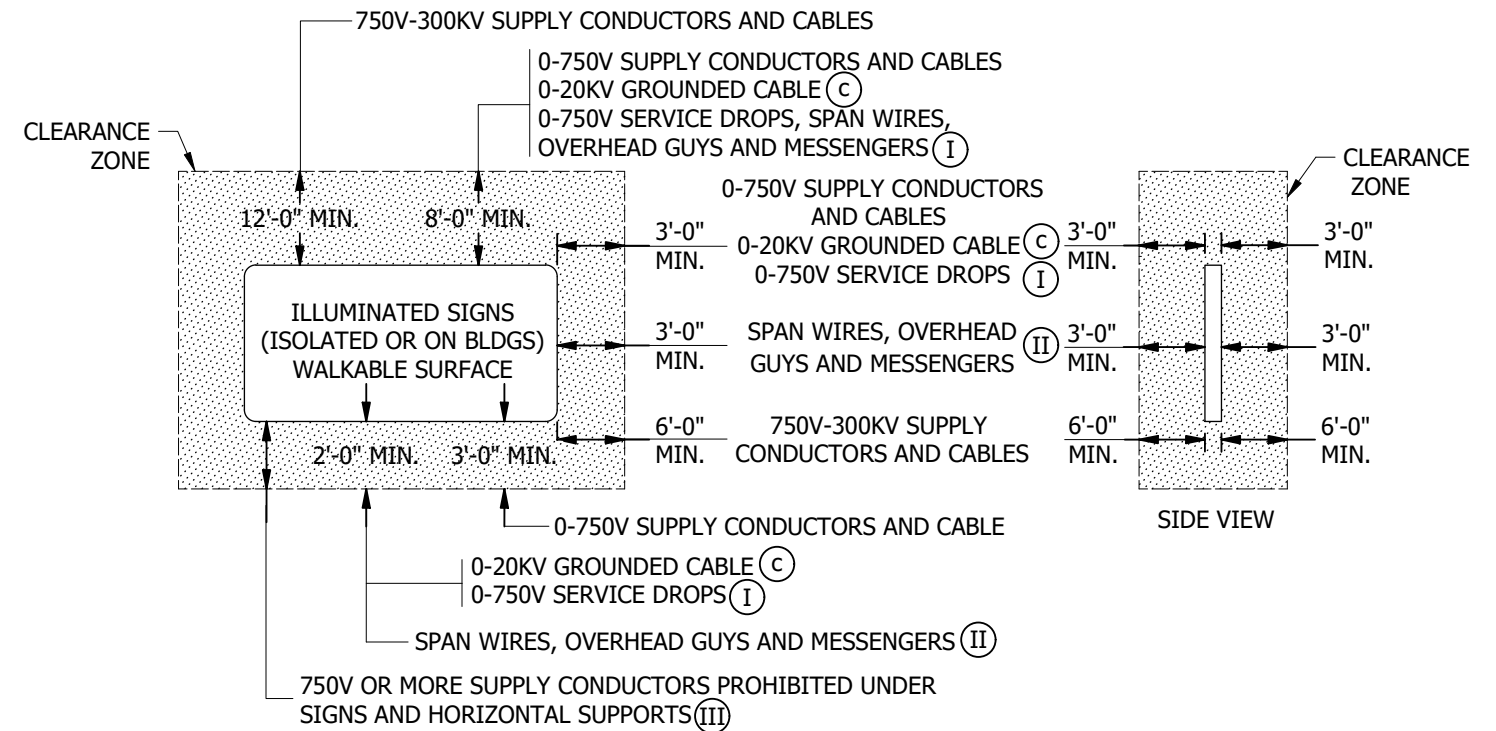 750V-300KV SUPPLY CONDUCTORS AND CABLES
0-750V SUPPLY CONDUCTORS AND CABLES
0-20KV GROUNDED CABLE C
0-750V SERVICE DROPS, SPAN WIRES,
OVERHEAD GUYS AND MESSENGERS I
CLEARANCE
ZONE
12'-0" MIN.
8'-0" MIN.
ILLUMINATED SIGNS
(ISOLATED OR ON BLDGS)
WALKABLE SURFACE
2'-0" MIN.
3'-0" MIN.
3'-0"
MIN.
0-750V SUPPLY CONDUCTORS
AND CABLES
0-20KV GROUNDED CABLE C
0-750V SERVICE DROPS I
3'-0"
MIN.
3'-0"
MIN.
3'-0"
MIN.
SPAN WIRES, OVERHEAD
GUYS AND MESSENGERS II
3'-0"
MIN.
3'-0"
MIN.
6'-0"
MIN.
750V-300KV SUPPLY
CONDUCTORS AND CABLES
6'-0"
MIN.
6'-0"
MIN.
CLEARANCE
ZONE
SIDE VIEW
0-750V SUPPLY CONDUCTORS AND CABLE
0-20KV GROUNDED CABLE C
0-750V SERVICE DROPS I
SPAN WIRES, OVERHEAD GUYS AND MESSENGERS II
750V OR MORE SUPPLY CONDUCTORS PROHIBITED UNDER
SIGNS AND HORIZONTAL SUPPORTS III